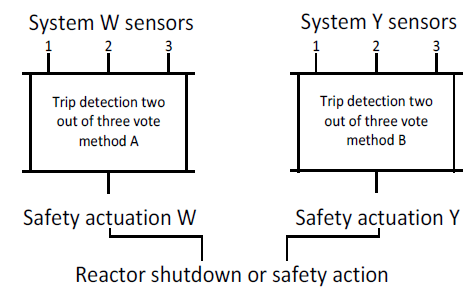 System W sensors
System Y sensors
1 2 3
1 2 3
Trip detection two
out of three vote
method A
Trip detection two
out of three vote
method B
Safety actuation W
Safety actuation Y
Reactor shutdown or safety action